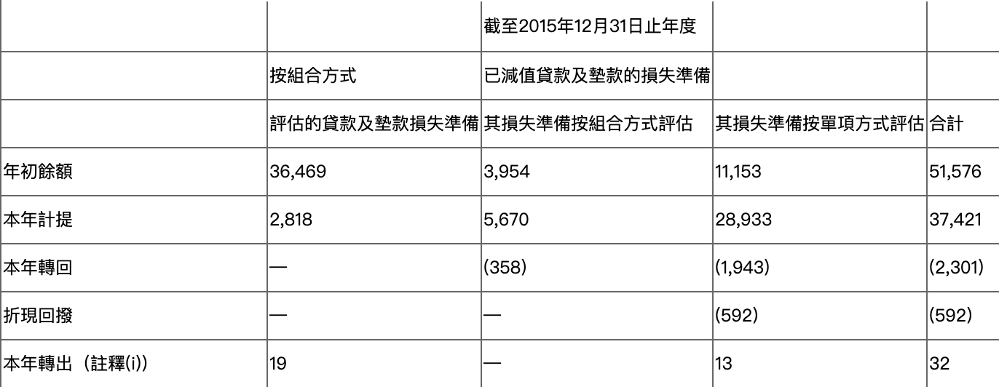 截至2015年12月31日止年度
按組合方式 已減值貸款及墊款的損失準備
評估的貸款及墊款損失準備 其損失準備按組合方式評估 其損失準備按單項方式評估 合計
年初餘額 36,469 3,954 11,153 51,576
本年計提 2,818 5,670 28,933 37,421
本年轉回 — (358) (1,943) (2,301)
折現回撥 — — (592) (592)
本年轉出（註釋(i)） 19 — 13 32